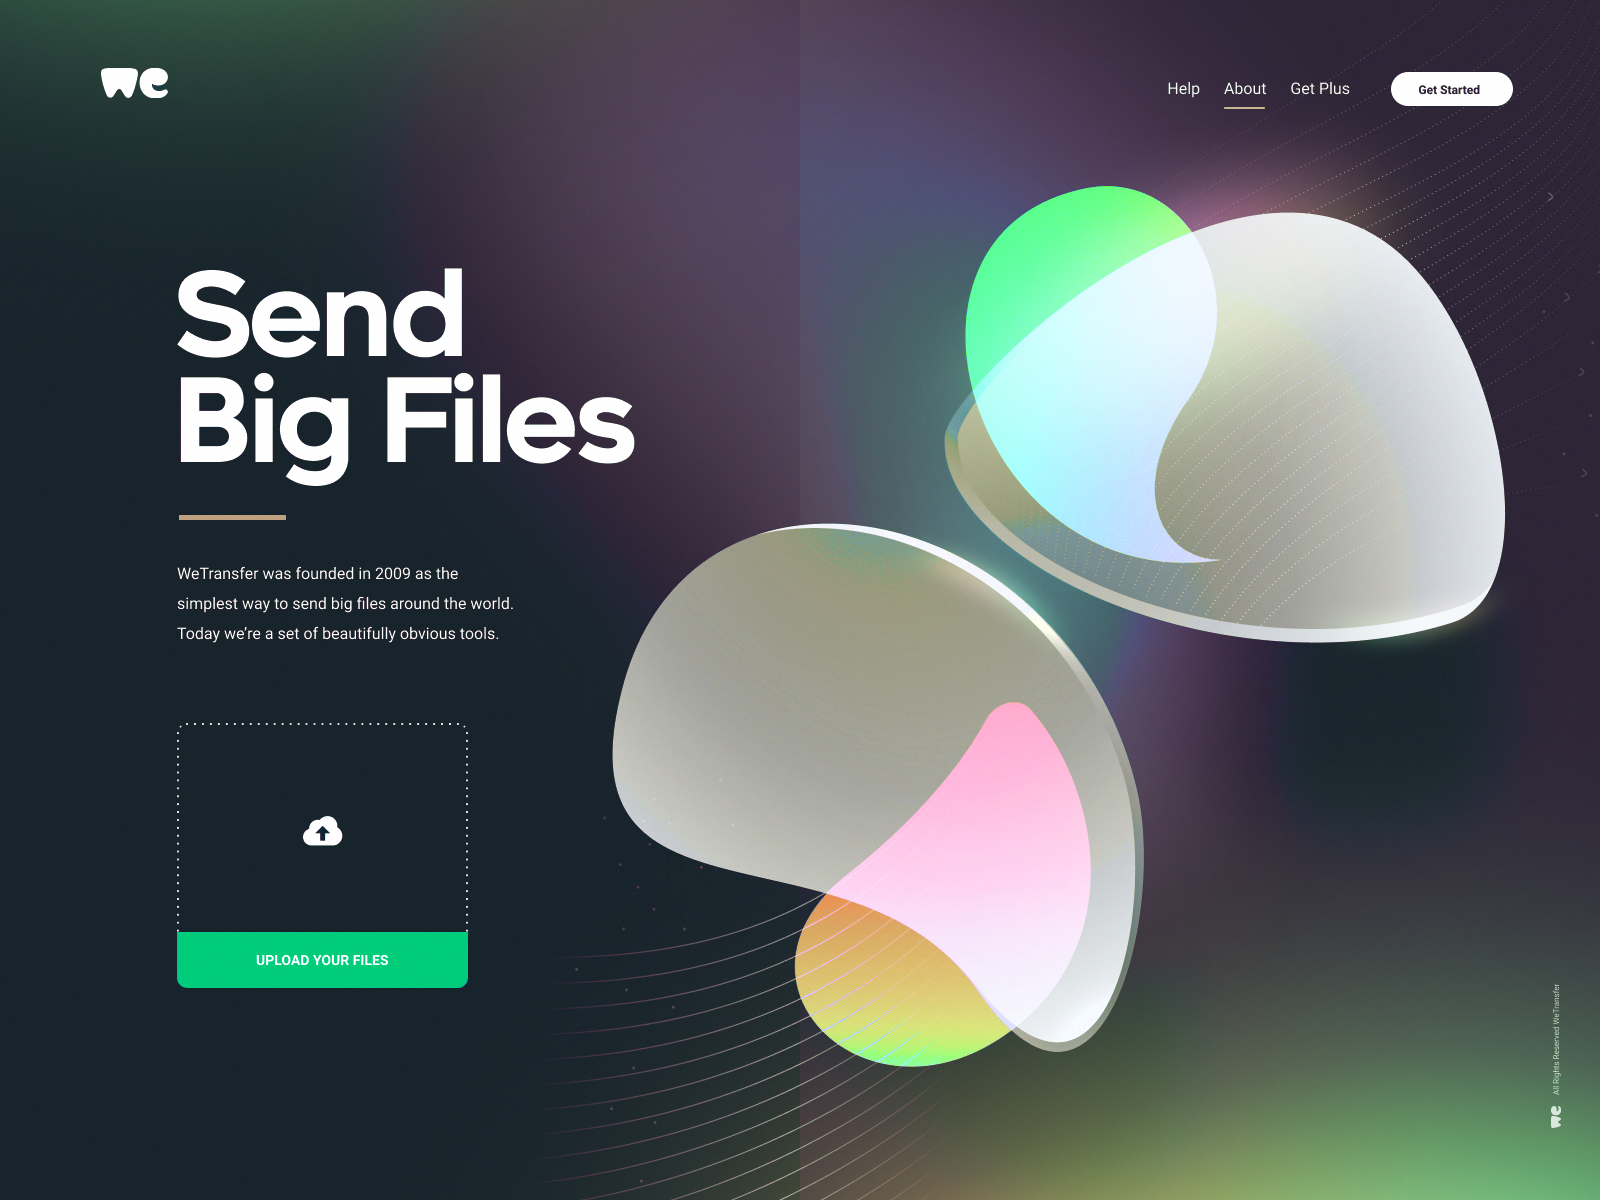 we
Help About Get Plus Get Started
Send
Big Files
WeTransfer was founded in 2009 as the
simplest way to send big files around the world.
Today we're a set of beautifully obvious tools.
UPLOAD YOUR FILES
we All Rights Reserved WeTransfer